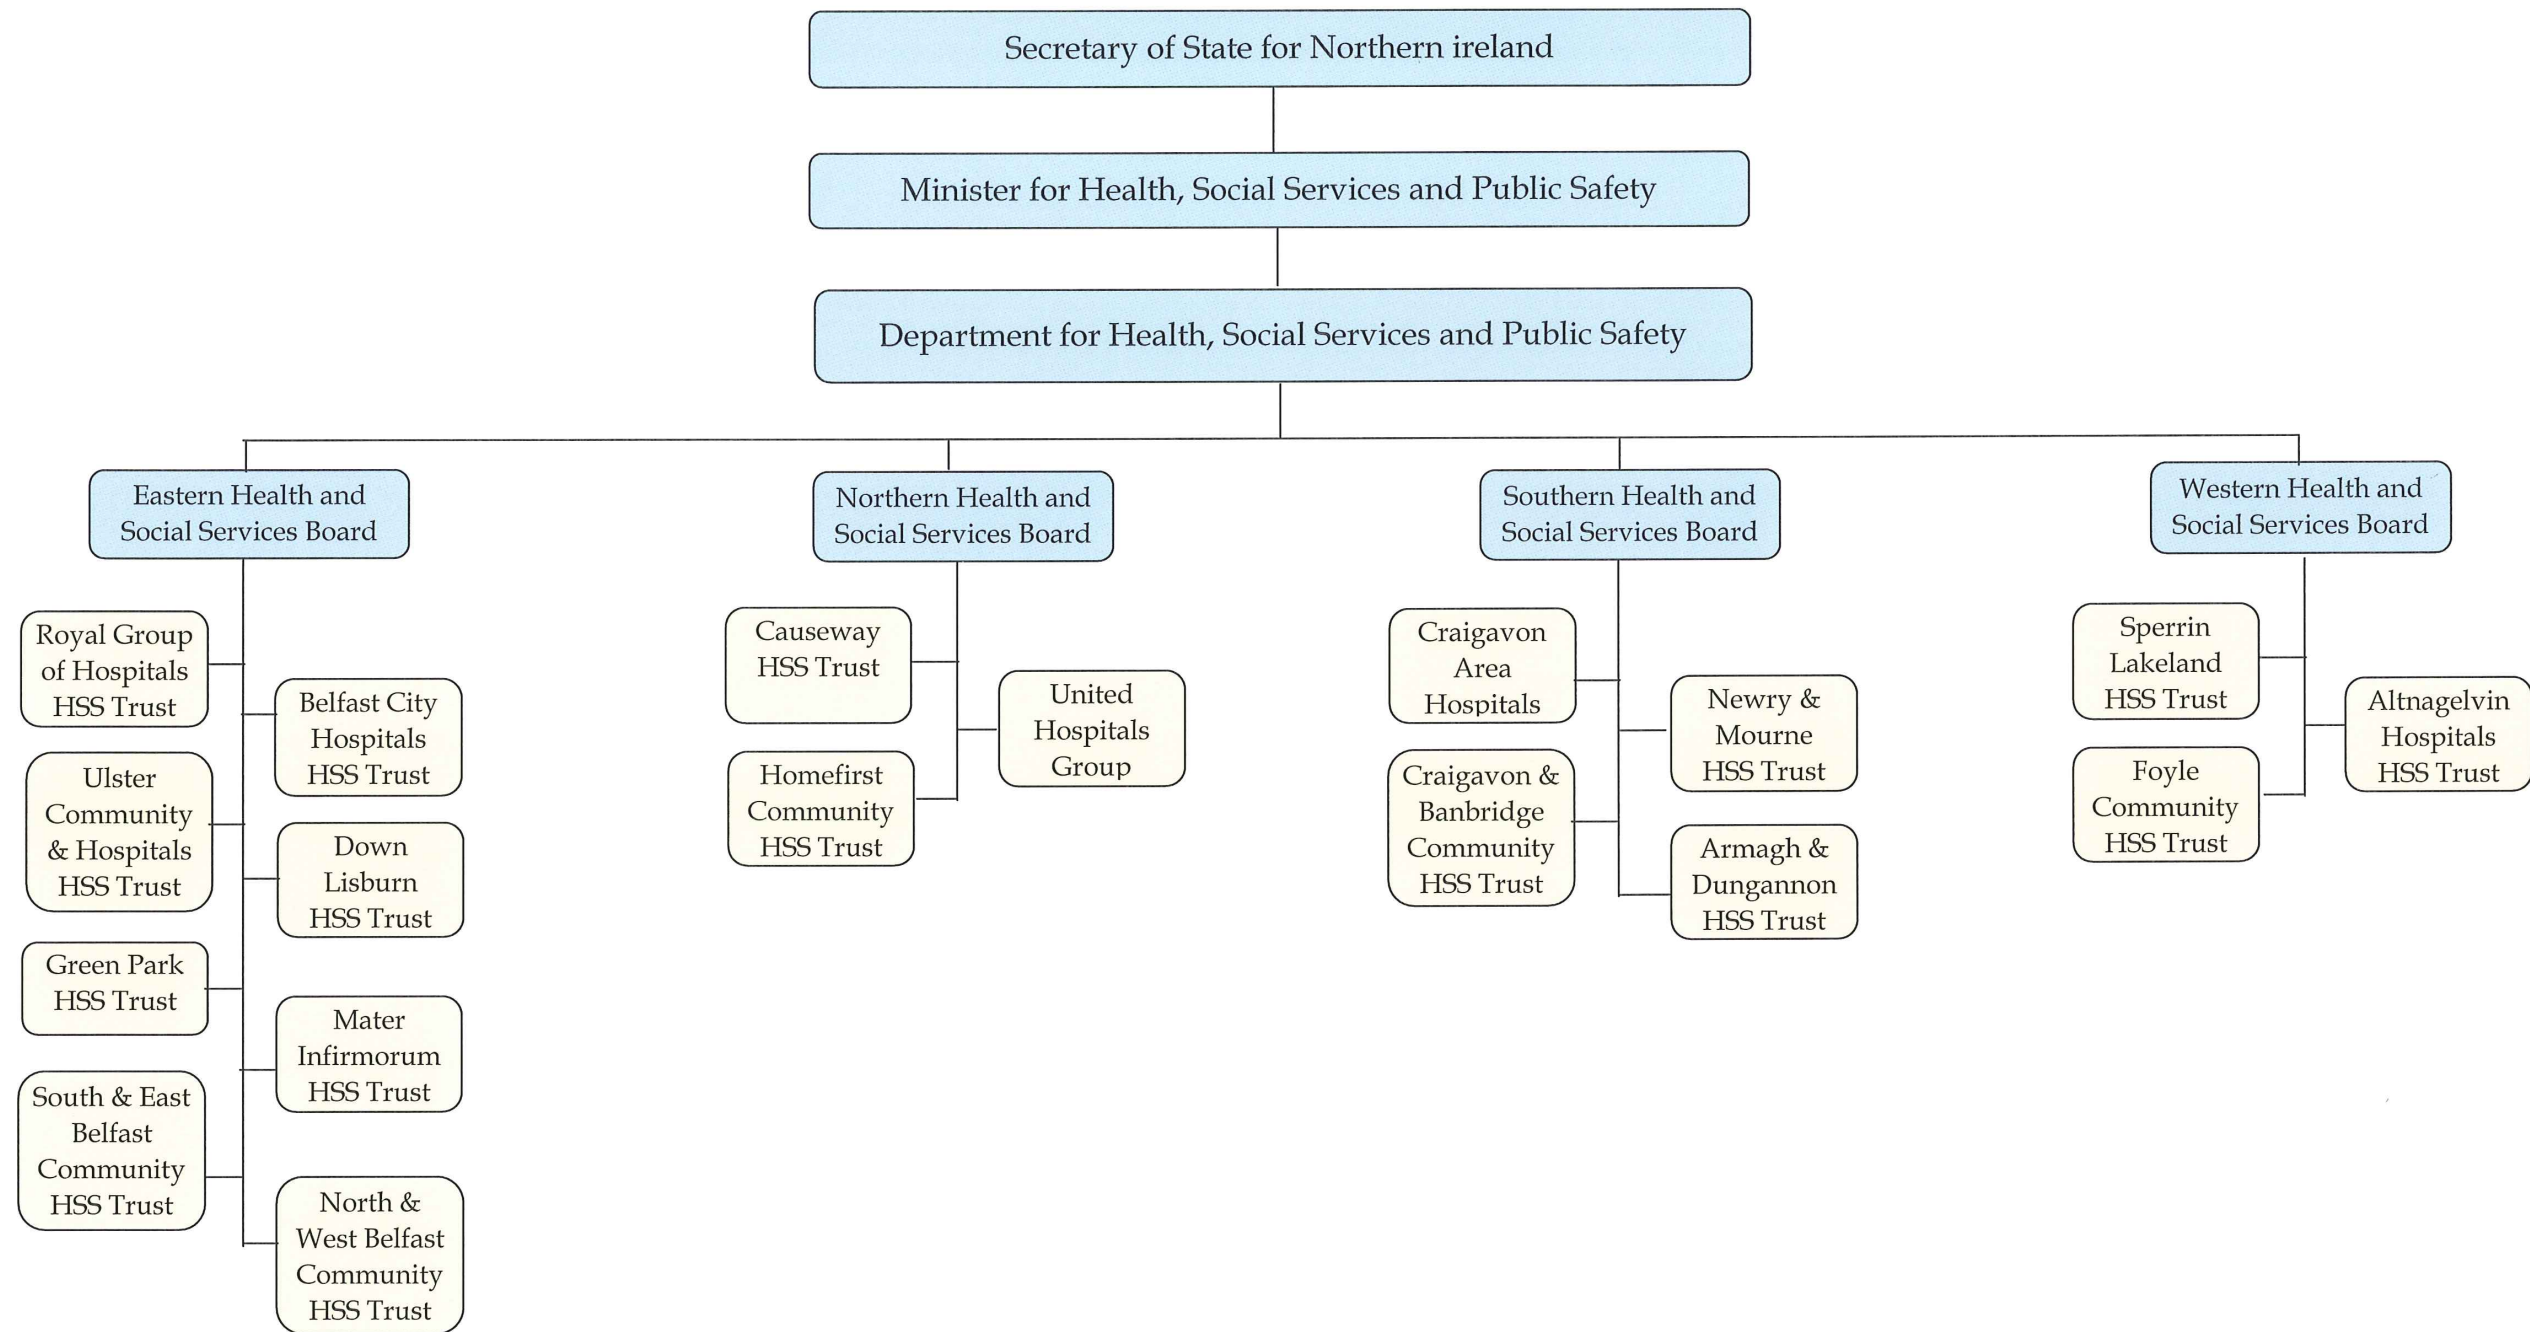 Secretary of State for Northern ireland
Minister for Health, Social Services and Public Safety
Department for Health, Social Services and Public Safety
Eastern Health and
Social Services Board
Northern Health and
Social Services Board
Southern Health and
Social Services Board
Western Health and
Social Services Board
Royal Group
of Hospitals
HSS Trust
Belfast City
Hospitals
HSS Trust
Ulster
Community
& Hospitals
HSS Trust
Down
Lisburn
HSS Trust
Green Park
HSS Trust
Mater
Infirmorum
HSS Trust
South & East
Belfast
Community
HSS Trust
North &
West Belfast
Community
HSS Trust
Causeway
HSS Trust
United
Hospitals
Group
Homefirst
Community
HSS Trust
Craigavon
Area
Hospitals
Newry &
Mourne
HSS Trust
Craigavon &
Banbridge
Community
HSS Trust
Armagh &
Dungannon
HSS Trust
Sperrin
Lakeland
HSS Trust
Altnagelvin
Hospitals
HSS Trust
Foyle
Community
HSS Trust